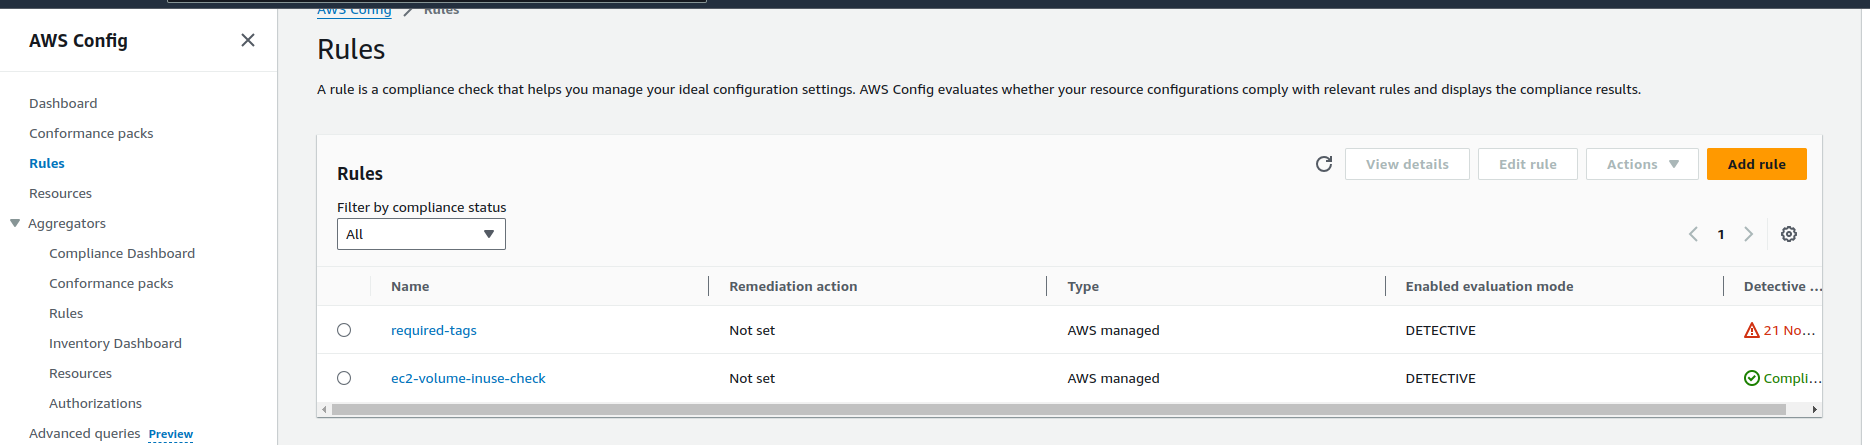 AWS Config / Rules
AWS Config
Rules
A rule is a compliance check that helps you manage your ideal configuration settings. AWS Config evaluates whether your resource configurations comply with relevant rules and displays the compliance results.
Dashboard
Conformance packs
Rules
Resources
Aggregators
Compliance Dashboard
Conformance packs
Rules
Inventory Dashboard
Resources
Authorizations
Advanced queries Preview
Rules
View details
Edit rule
Actions
Add rule
Filter by compliance status
All
1
Name Remediation action Type Enabled evaluation mode Detective ...
required-tags Not set AWS managed DETECTIVE 21 No...
ec2-volume-inuse-check Not set AWS managed DETECTIVE Compli...